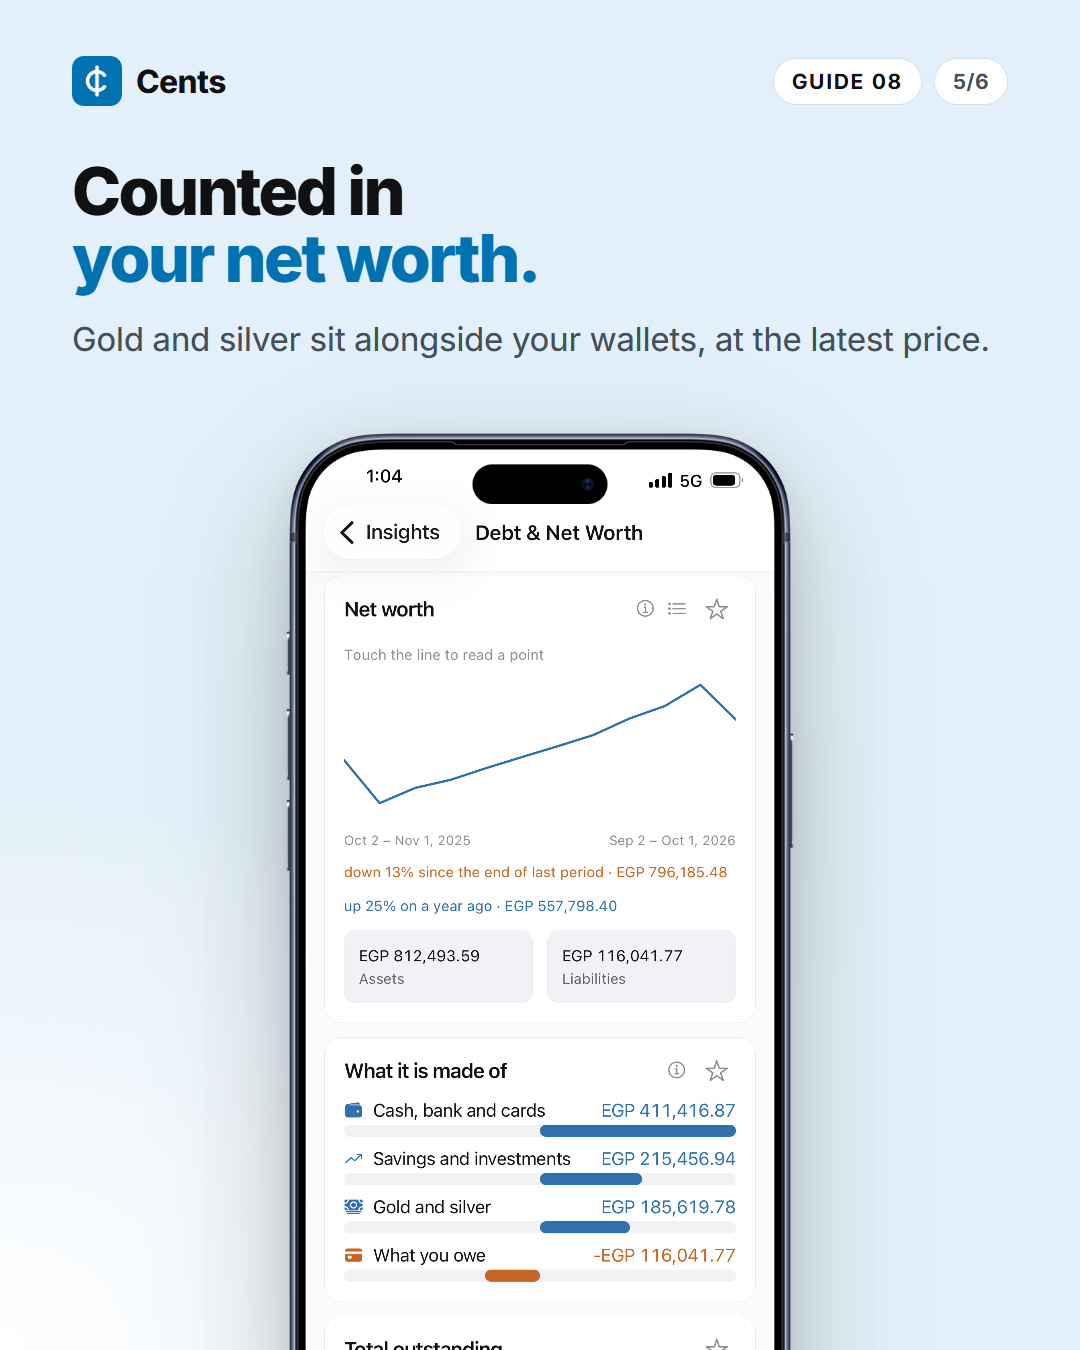 Cents
GUIDE 08
5/6
Counted in
your net worth.
Gold and silver sit alongside your wallets, at the latest price.
1:04
5G
Insights
Debt & Net Worth
Net worth
Touch the line to read a point
Oct 2 – Nov 1, 2025
Sep 2 – Oct 1, 2026
down 13% since the end of last period · EGP 796,185.48
up 25% on a year ago · EGP 557,798.40
EGP 812,493.59
Assets
EGP 116,041.77
Liabilities
What it is made of
Cash, bank and cards EGP 411,416.87
Savings and investments EGP 215,456.94
Gold and silver EGP 185,619.78
What you owe -EGP 116,041.77
Total outstanding